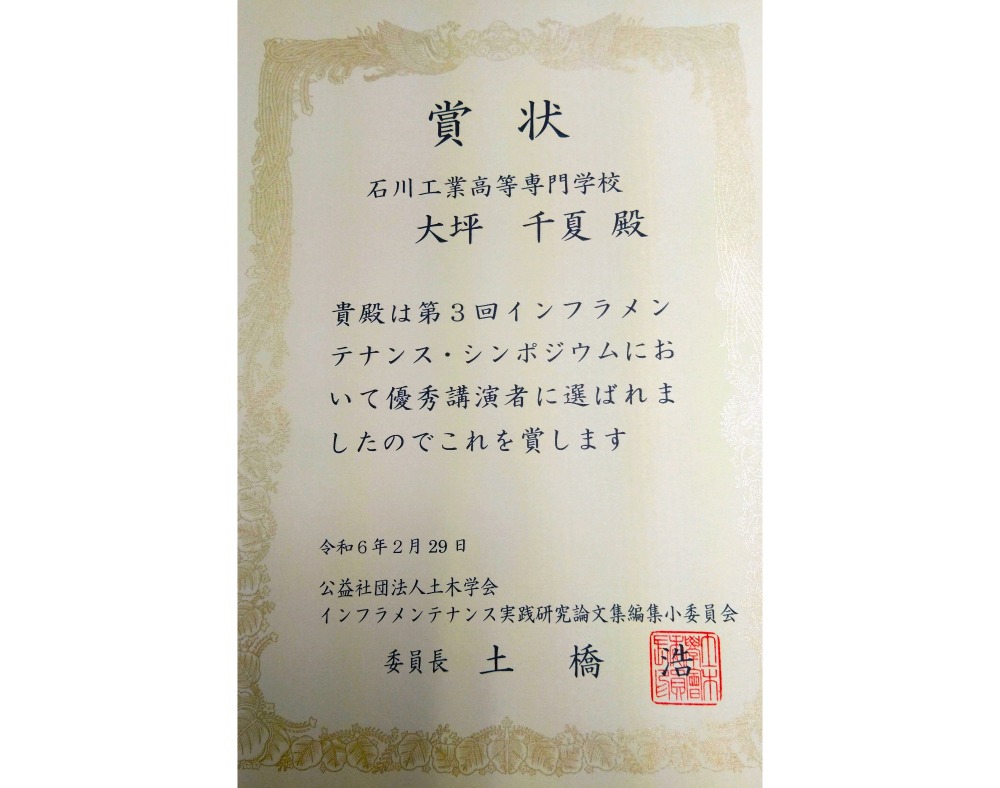 賞 状
石川工業高等専門学校
大坪 千夏 殿
貴殿は第３回インフラメン
テナンス・シンポジウムにお
いて優秀講演者に選ばれま
したのでこれを賞します
令和６年２月 29 日
公益社団法人土木学会
インフラメンテナンス実践研究論文集編集小委員会
委員長 土 橋 浩